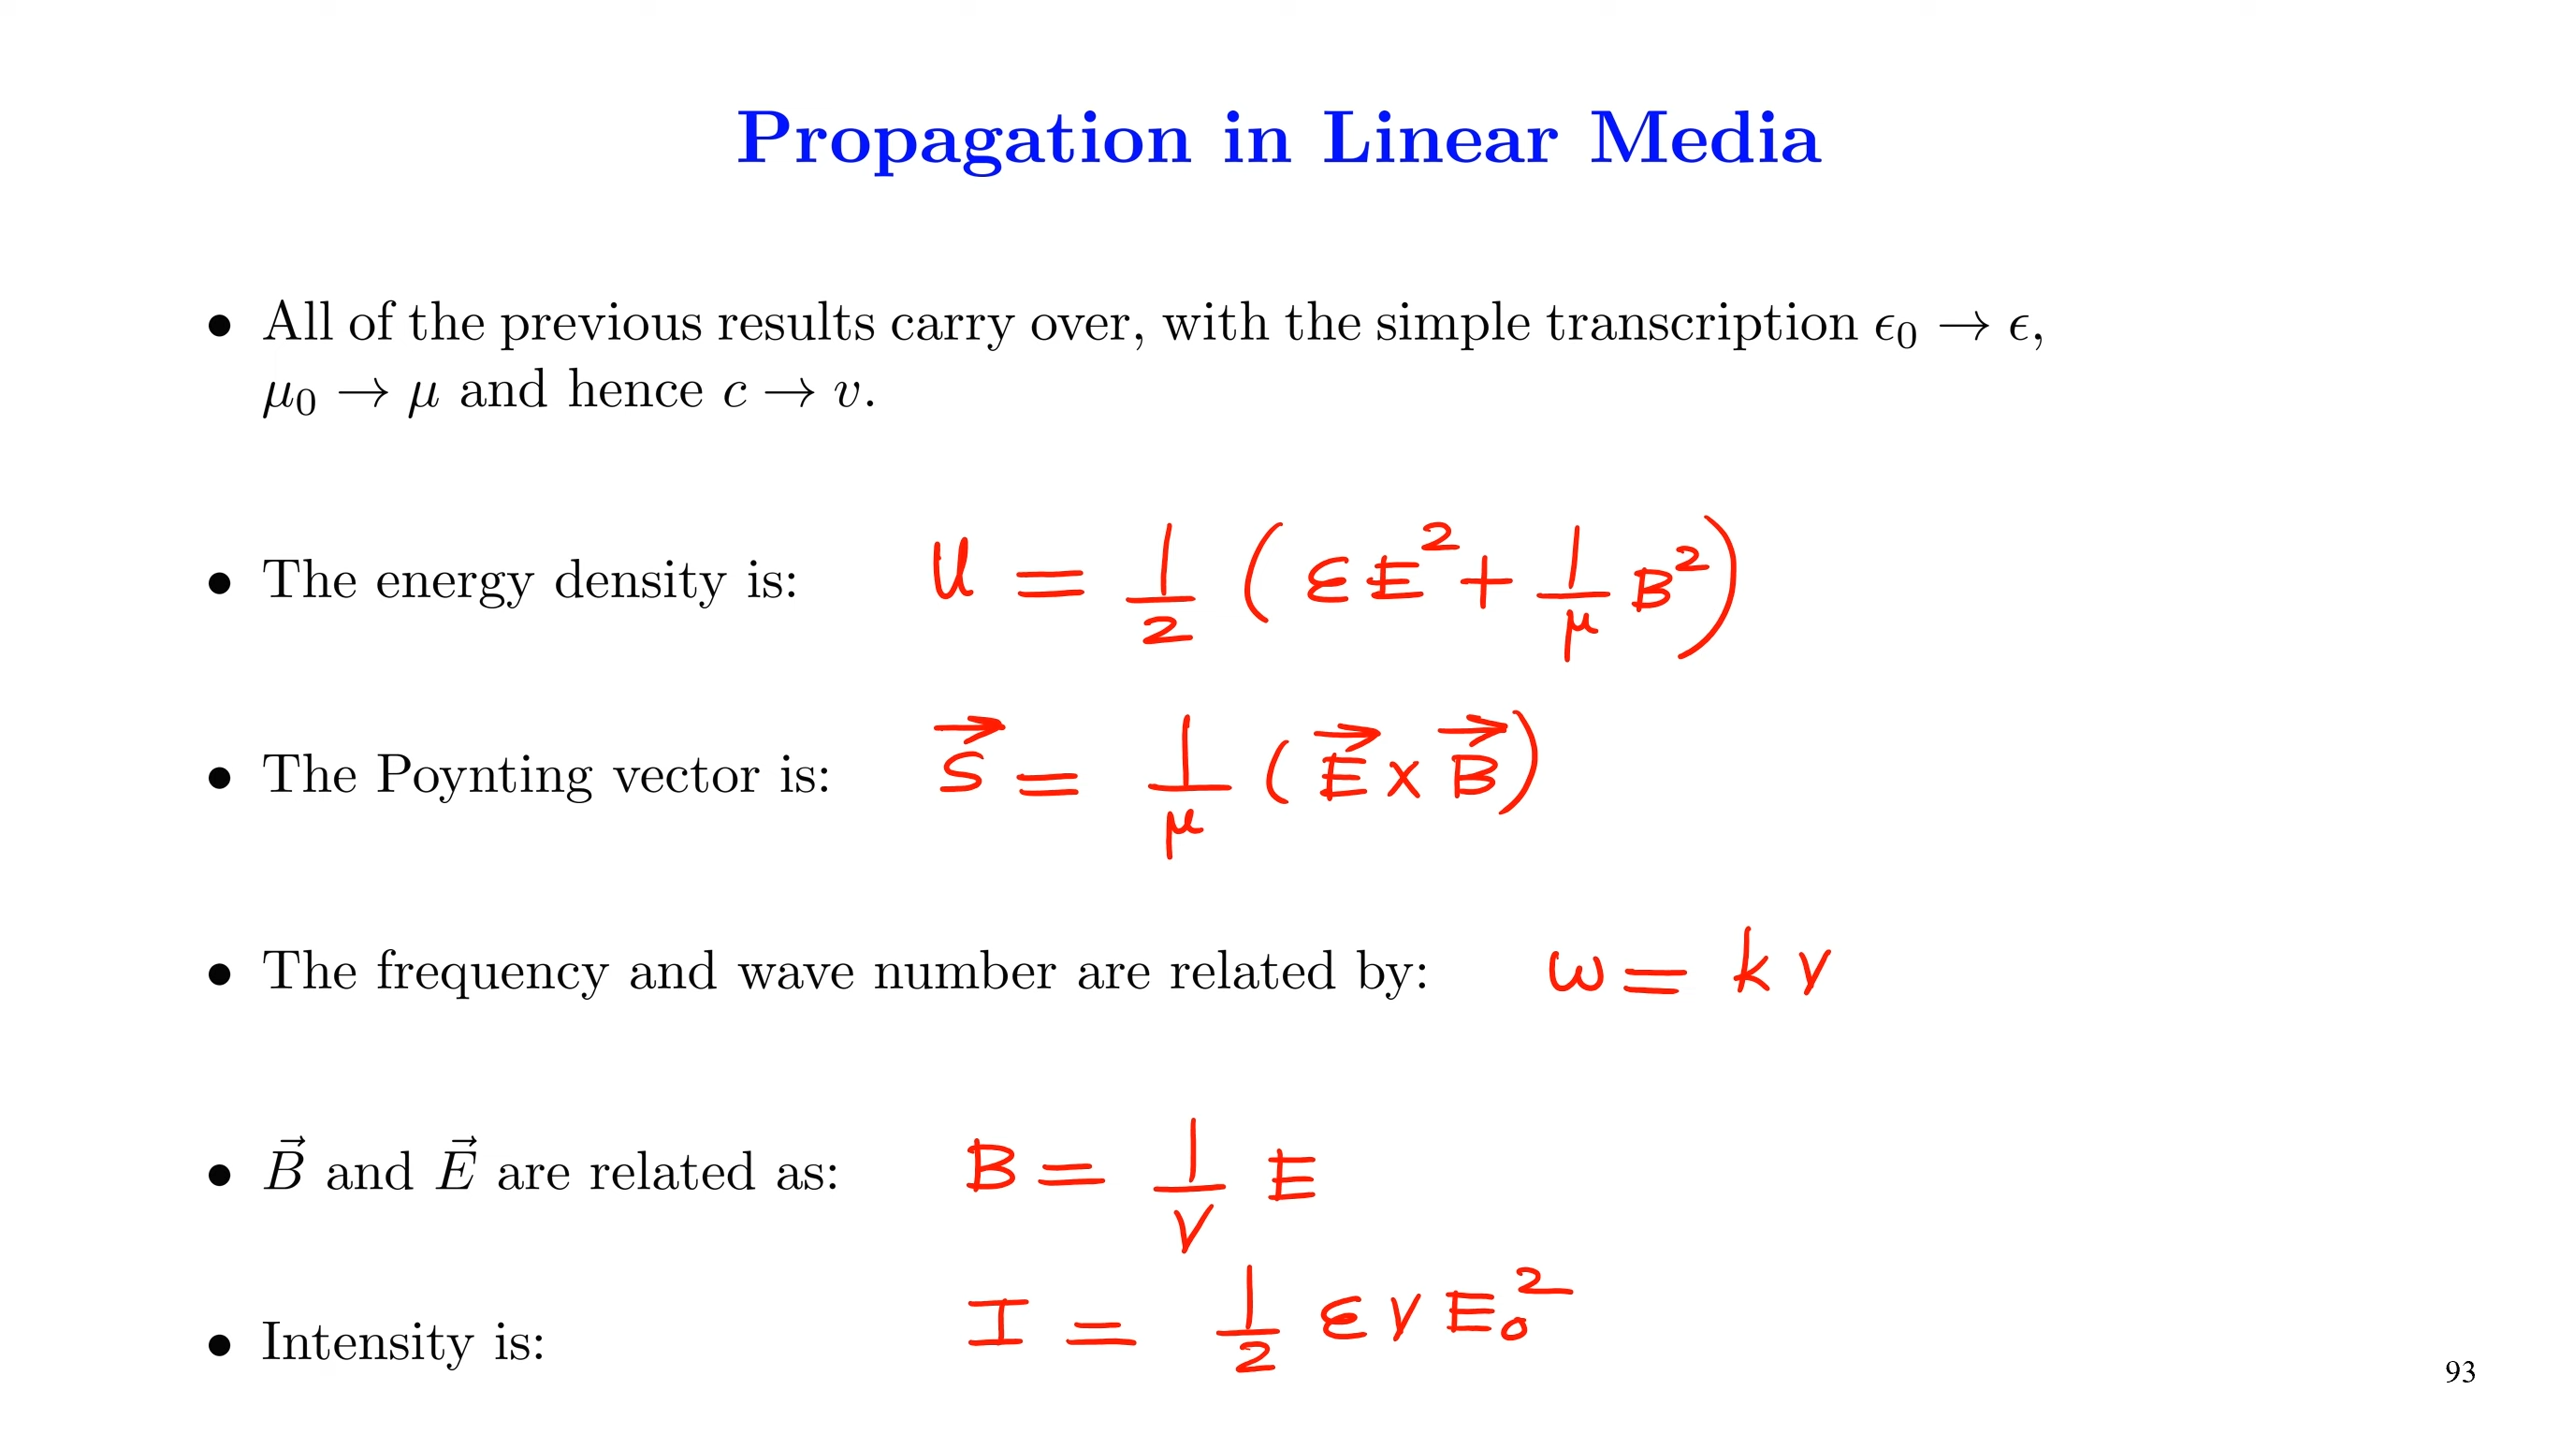 Propagation in Linear Media
• All of the previous results carry over, with the simple transcription ϵ₀ → ϵ,
μ₀ → μ and hence c → v.
• The energy density is: U = 1/2 (εE² + 1/μ B²)
• The Poynting vector is: S⃗ = 1/μ (E⃗ × B⃗)
• The frequency and wave number are related by: ω = k v
• B⃗ and E⃗ are related as: B = 1/v E
• Intensity is: I = 1/2 ε v E₀²
93